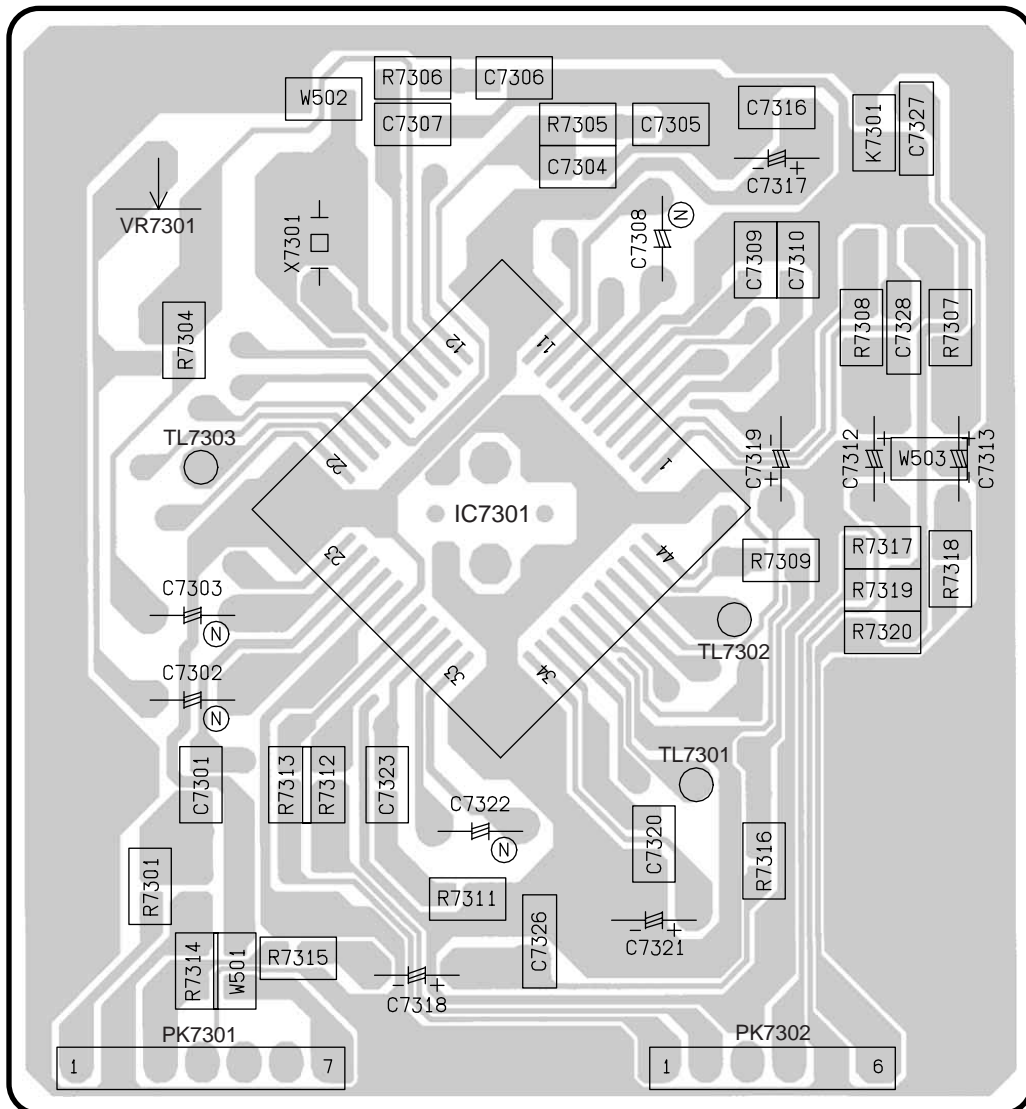 R7306
C7306
W502
C7307
R7305
C7305
C7316
K7301
C7327
C7304
- +
C7317
VR7301
X7301
C7308
N
C7309
C7310
R7304
R7308
C7328
R7307
12
11
TL7303
22
1
C7319
- +
C7312
+
W503
+ -
C7313
IC7301
23
44
R7309
R7317
R7318
C7303
N
R7319
TL7302
R7320
C7302
N
33
34
TL7301
C7301
R7313
R7312
C7323
C7322
N
C7320
R7316
R7301
R7311
C7326
- +
C7321
R7314
W501
R7315
- +
C7318
PK7301
PK7302
1 7
1 6